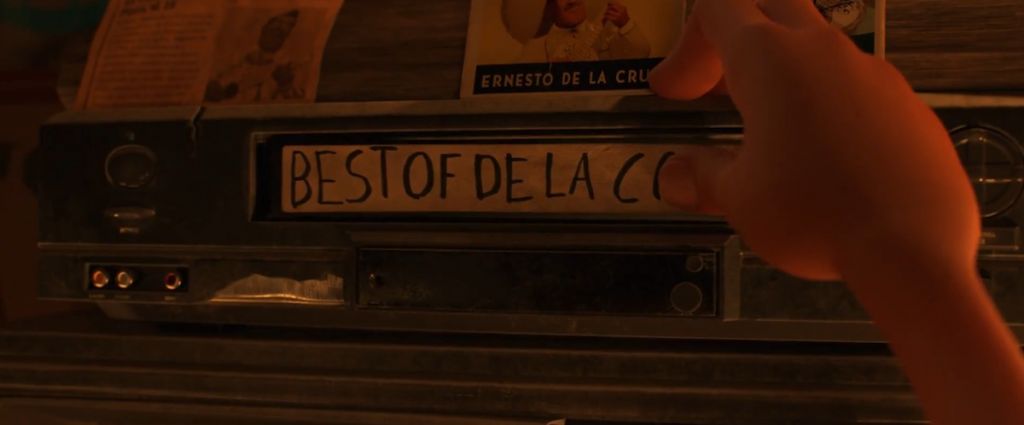 ERNESTO DE LA CRU
BEST OF DE LA C